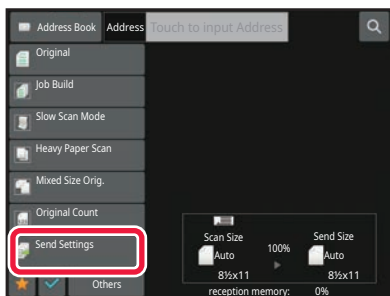 Address Book Address Touch to input Address
Original
Job Build
Slow Scan Mode
Heavy Paper Scan
Mixed Size Orig.
Original Count
Send Settings
Others
Scan Size 100% Send Size
Auto Auto
8½x11 8½x11
reception memory: 0%